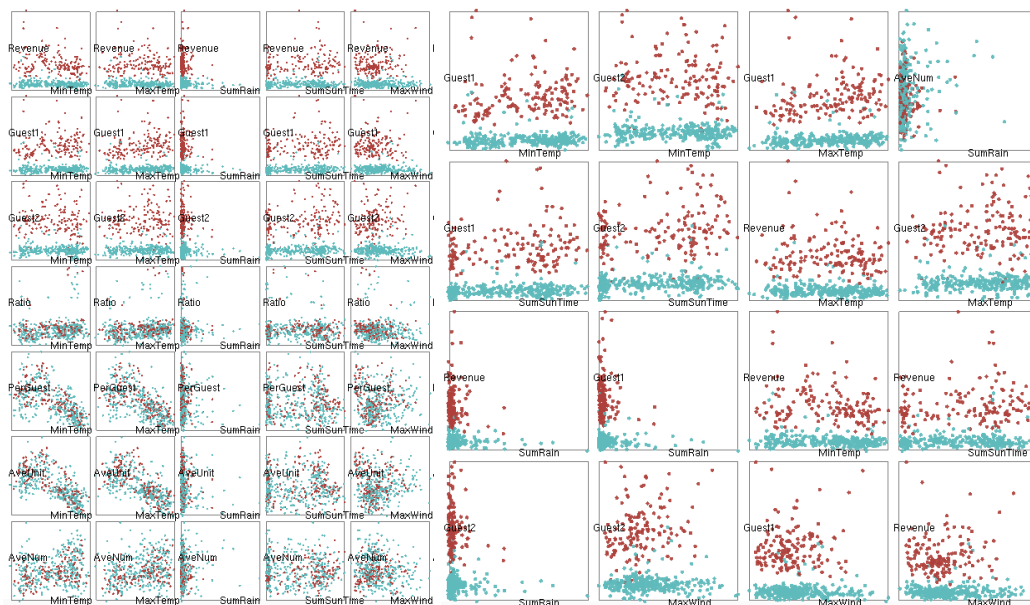 Revenue Revenue Revenue Revenue Revenue
MinTemp MaxTemp SumRain SumSunTime MaxWind
Guest1 Guest1 Guest1 Guest1 Guest1
MinTemp MaxTemp SumRain SumSunTime MaxWind
Guest2 Guest2 Guest2 Guest2 Guest2
MinTemp MaxTemp SumRain SumSunTime MaxWind
Ratio Ratio Ratio Ratio Ratio
MinTemp MaxTemp SumRain SumSunTime MaxWind
PerGuest PerGuest PerGuest PerGuest PerGuest
MinTemp MaxTemp SumRain SumSunTime MaxWind
AveUnit AveUnit AveUnit AveUnit AveUnit
MinTemp MaxTemp SumRain SumSunTime MaxWind
AveNum AveNum AveNum AveNum AveNum
MinTemp MaxTemp SumRain SumSunTime MaxWind
Guest1 Guest2 Guest1 AveNum
MinTemp MinTemp MaxTemp SumRain
Guest1 Guest2 Revenue Guest2
SumSunTime SumSunTime MaxTemp MaxTemp
Revenue Guest1 Revenue Revenue
SumRain SumRain MinTemp SumSunTime
Guest2 Guest2 Guest1 Revenue
SumRain MaxWind MaxWind MaxWind